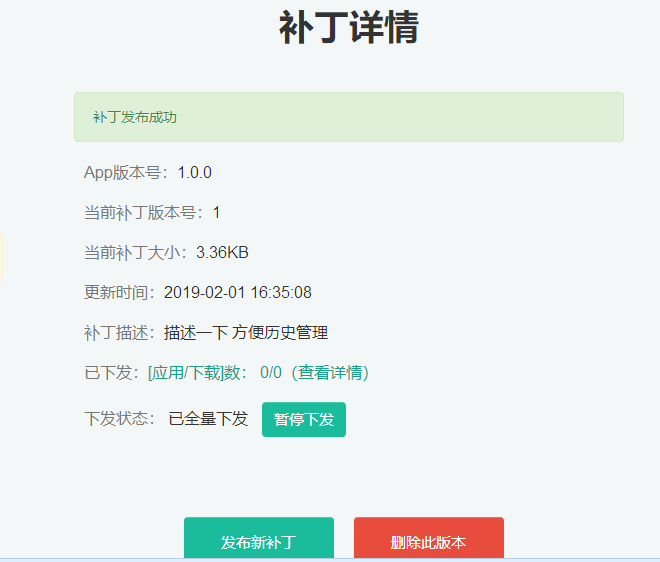 补丁详情
补丁发布成功
App版本号：1.0.0
当前补丁版本号：1
当前补丁大小：3.36KB
更新时间：2019-02-01 16:35:08
补丁描述：描述一下 方便历史管理
已下发：[应用/下载]数： 0/0（查看详情）
下发状态： 已全量下发 暂停下发
发布新补丁 删除此版本